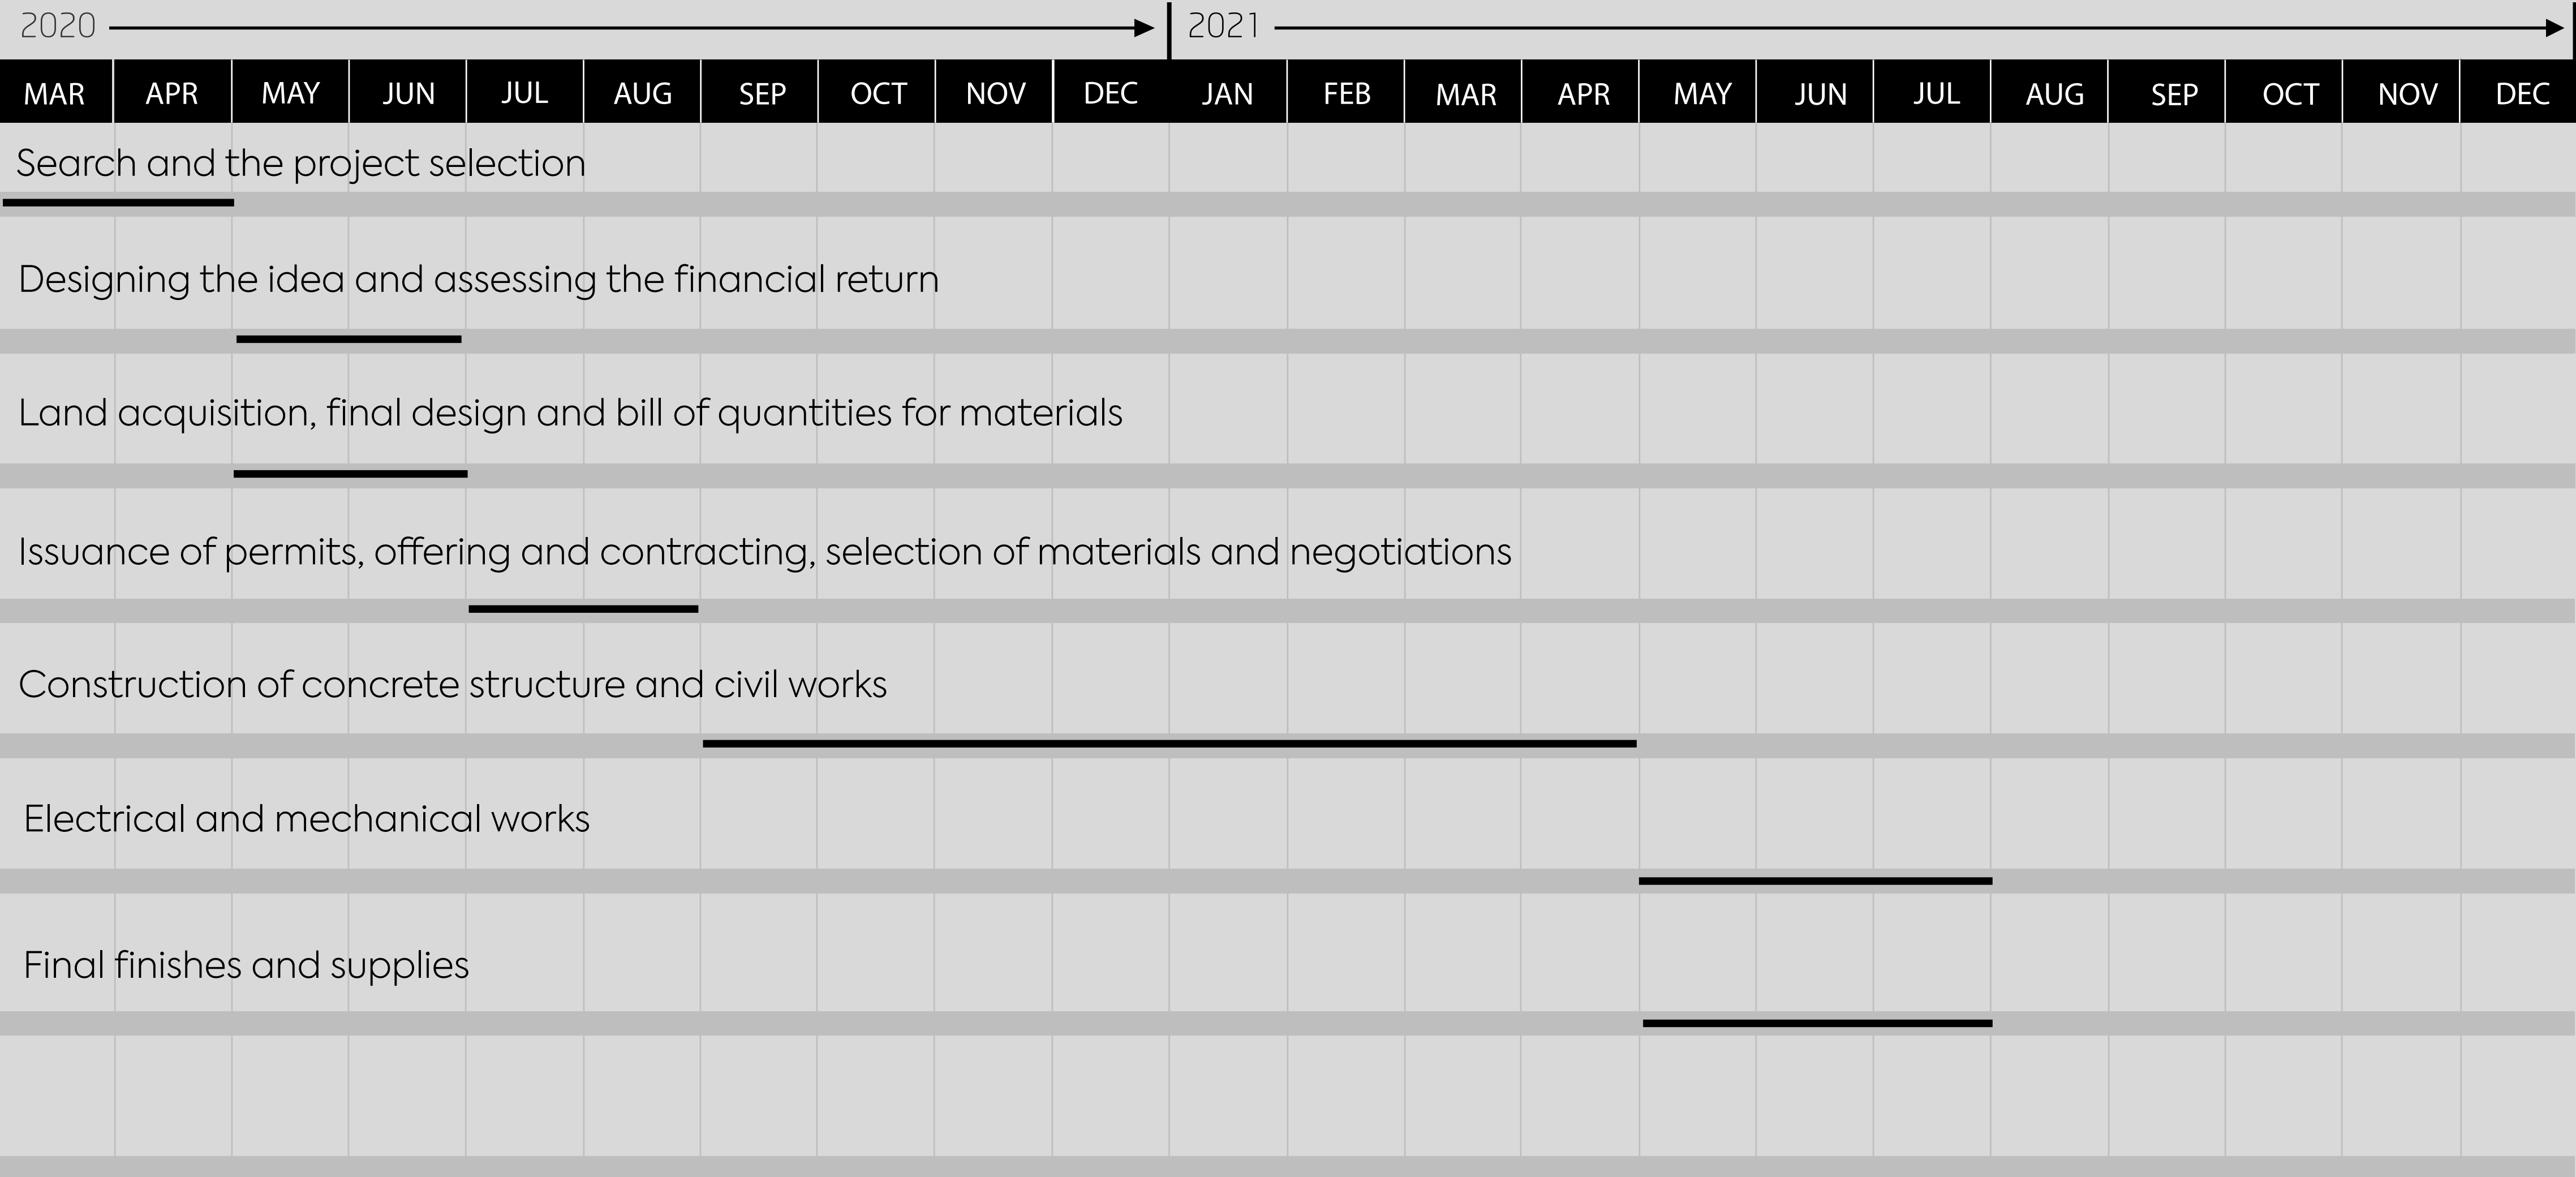 2020 2021
MAR APR MAY JUN JUL AUG SEP OCT NOV DEC JAN FEB MAR APR MAY JUN JUL AUG SEP OCT NOV DEC
Search and the project selection
Designing the idea and assessing the financial return
Land acquisition, final design and bill of quantities for materials
Issuance of permits, offering and contracting, selection of materials and negotiations
Construction of concrete structure and civil works
Electrical and mechanical works
Final finishes and supplies